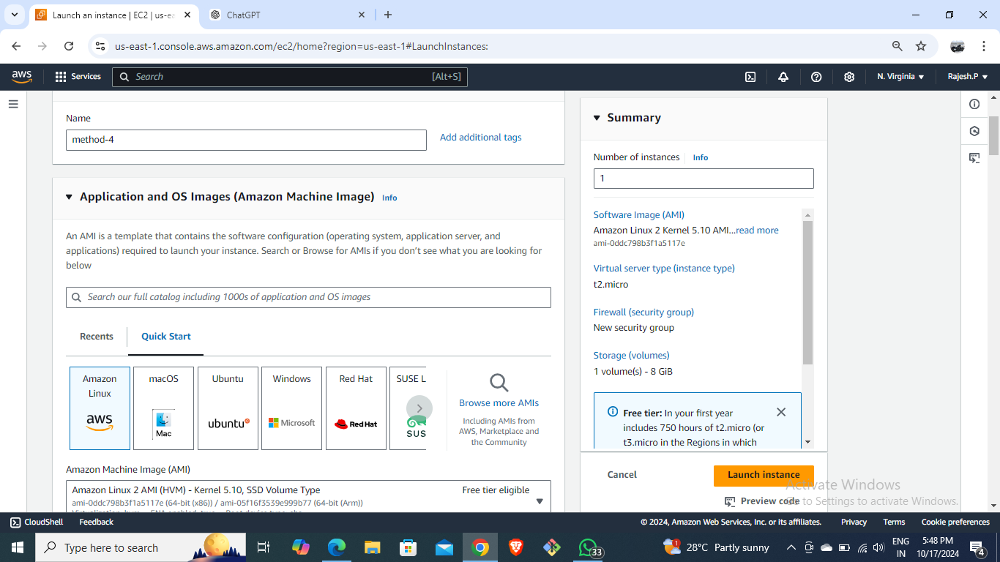 Launch an instance | EC2 | us-ea
ChatGPT
us-east-1.console.aws.amazon.com/ec2/home?region=us-east-1#LaunchInstances:
aws
Services
Search
[Alt+S]
N. Virginia
Rajesh.P
Name
method-4
Add additional tags
Application and OS Images (Amazon Machine Image) Info
An AMI is a template that contains the software configuration (operating system, application server, and
applications) required to launch your instance. Search or Browse for AMIs if you don't see what you are looking for
below
Search our full catalog including 1000s of application and OS images
Recents
Quick Start
Amazon
Linux
aws
macOS
Mac
Ubuntu
ubuntu
Windows
Microsoft
Red Hat
Red Hat
SUSE L
SUS
Browse more AMIs
Including AMIs from
AWS, Marketplace and
the Community
Amazon Machine Image (AMI)
Amazon Linux 2 AMI (HVM) - Kernel 5.10, SSD Volume Type
Free tier eligible
ami-0ddc798b3f1a5117e (64-bit (x86)) / ami-05f16f3539e999b77 (64-bit (Arm))
Summary
Number of instances
Info
1
Software Image (AMI)
Amazon Linux 2 Kernel 5.10 AMI...read more
ami-0ddc798b3f1a5117e
Virtual server type (instance type)
t2.micro
Firewall (security group)
New security group
Storage (volumes)
1 volume(s) - 8 GiB
Free tier: In your first year
includes 750 hours of t2.micro (or
t3.micro in the Regions in which
Cancel
Launch instance
Preview code
Activate Windows
Go to Settings to activate Windows.
CloudShell
Feedback
© 2024, Amazon Web Services, Inc. or its affiliates.
Privacy
Terms
Cookie preferences
Type here to search
33
1
28°C Partly sunny
ENG
IN
5:48 PM
10/17/2024
4